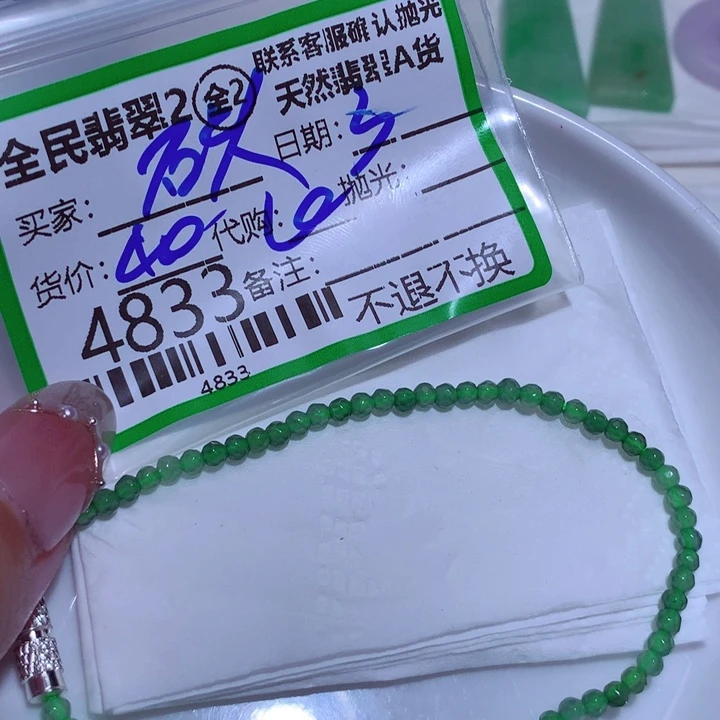 联系客服确认抛光
全民翡翠2 全2 天然翡翠A货
买家： 日期：3
货价：40 代购：6 抛光：
4833 备注： 不退不换
4833